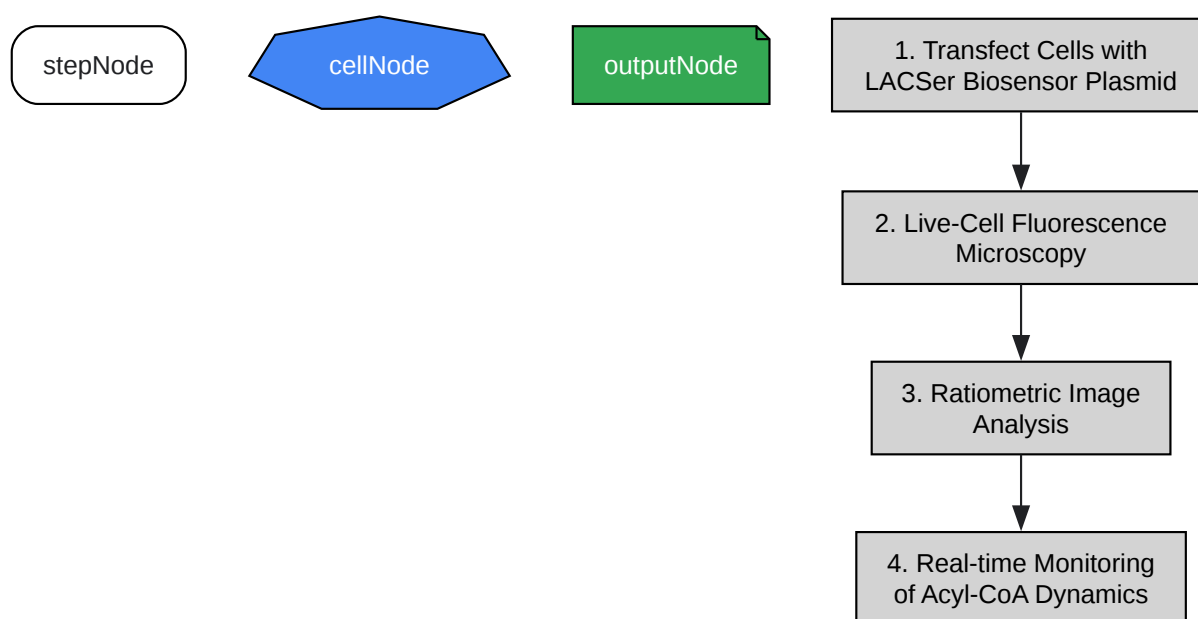 stepNode
cellNode
outputNode
1. Transfect Cells with
LACSer Biosensor Plasmid
2. Live-Cell Fluorescence
Microscopy
3. Ratiometric Image
Analysis
4. Real-time Monitoring
of Acyl-CoA Dynamics